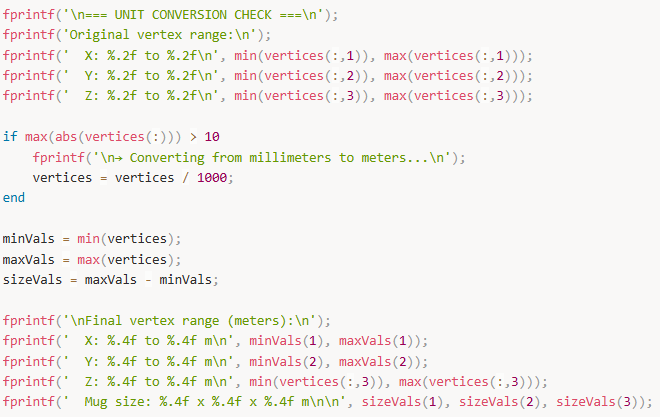 fprintf('\n=== UNIT CONVERSION CHECK ===\n');
fprintf('Original vertex range:\n');
fprintf('  X: %.2f to %.2f\n', min(vertices(:,1)), max(vertices(:,1)));
fprintf('  Y: %.2f to %.2f\n', min(vertices(:,2)), max(vertices(:,2)));
fprintf('  Z: %.2f to %.2f\n', min(vertices(:,3)), max(vertices(:,3)));

if max(abs(vertices(:))) > 10
    fprintf('\n→ Converting from millimeters to meters...\n');
    vertices = vertices / 1000;
end

minVals = min(vertices);
maxVals = max(vertices);
sizeVals = maxVals - minVals;

fprintf('\nFinal vertex range (meters):\n');
fprintf('  X: %.4f to %.4f m\n', minVals(1), maxVals(1));
fprintf('  Y: %.4f to %.4f m\n', minVals(2), maxVals(2));
fprintf('  Z: %.4f to %.4f m\n', min(vertices(:,3)), max(vertices(:,3)));
fprintf('  Mug size: %.4f x %.4f x %.4f m\n\n', sizeVals(1), sizeVals(2), sizeVals(3));